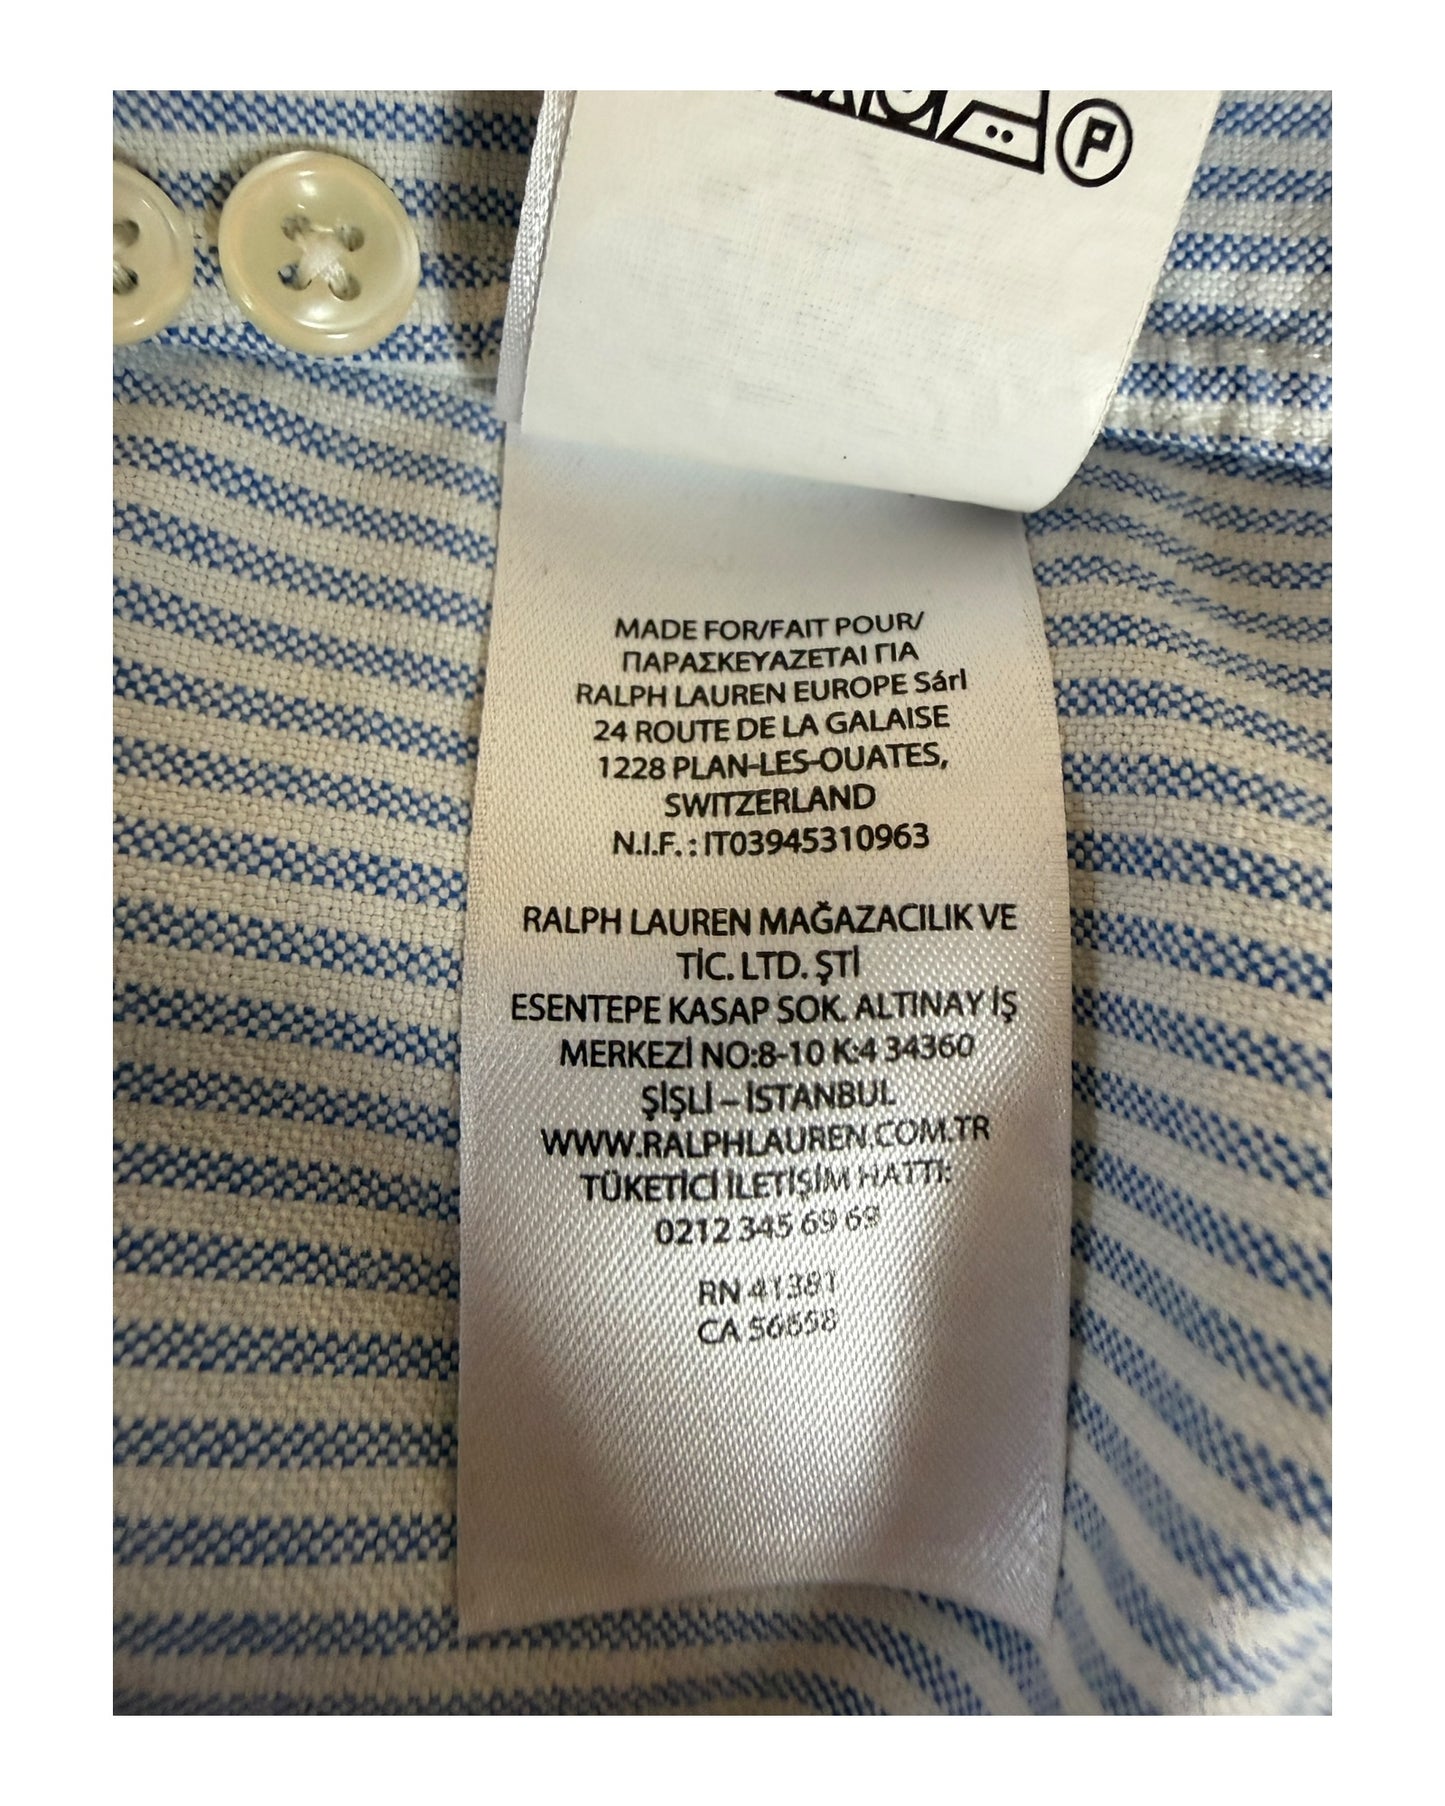 P
MADE FOR/FAIT POUR/
ΠΑΡΑΣΚΕΥΑΖΕΤΑΙ ΓΙΑ
RALPH LAUREN EUROPE Sárl
24 ROUTE DE LA GALAISE
1228 PLAN-LES-OUATES,
SWITZERLAND
N.I.F. : IT03945310963
RALPH LAUREN MAĞAZACILIK VE
TİC. LTD. ŞTİ
ESENTEPE KASAP SOK. ALTINAY İŞ
MERKEZİ NO:8-10 K:4 34360
ŞİŞLİ – İSTANBUL
WWW.RALPHLAUREN.COM.TR
TÜKETİCİ İLETİŞİM HATTI:
0212 345 69 69
RN 41381
CA